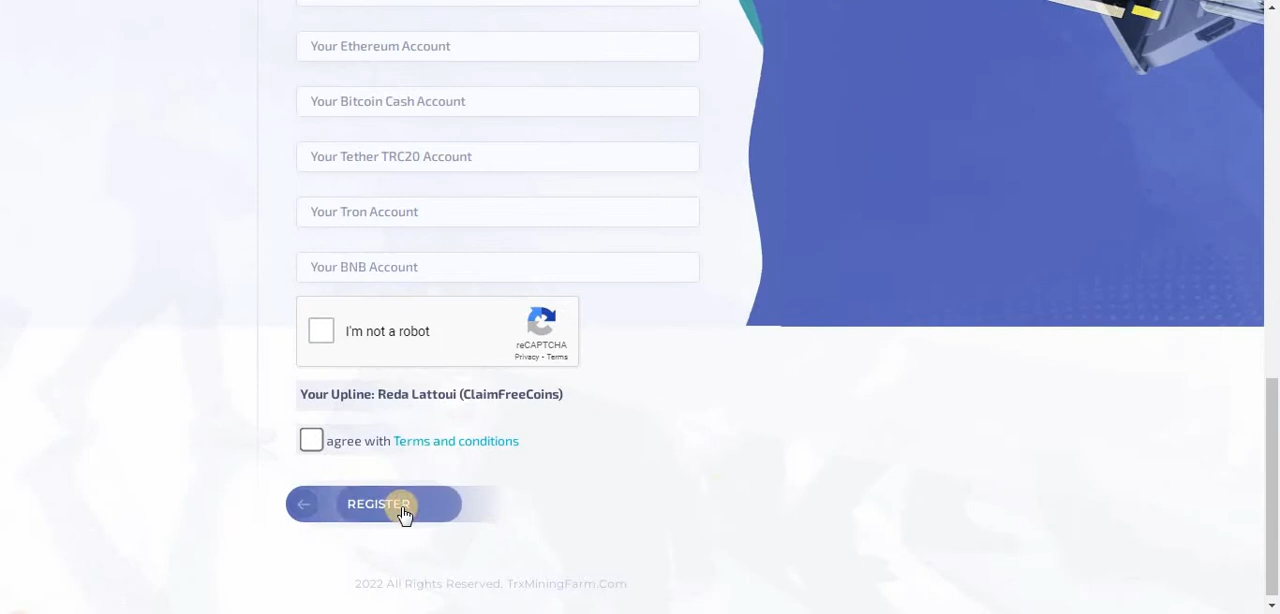 Your Ethereum Account
Your Bitcoin Cash Account
Your Tether TRC20 Account
Your Tron Account
Your BNB Account
I'm not a robot
reCAPTCHA
Privacy - Terms
Your Upline: Reda Lattoui (ClaimFreeCoins)
agree with Terms and conditions
REGISTER
2022 All Rights Reserved. TrxMiningFarm.Com